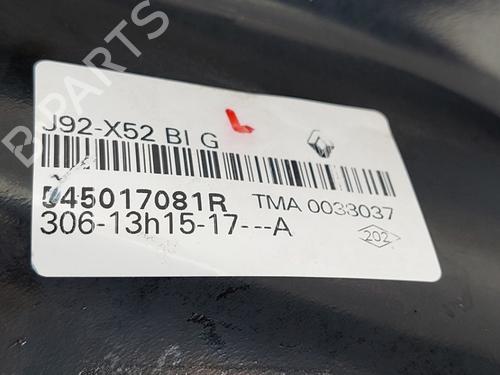 B-PARTS
L
J92-X52 BI G
545017081R TMA 0033037
306-13h15-17---A
202